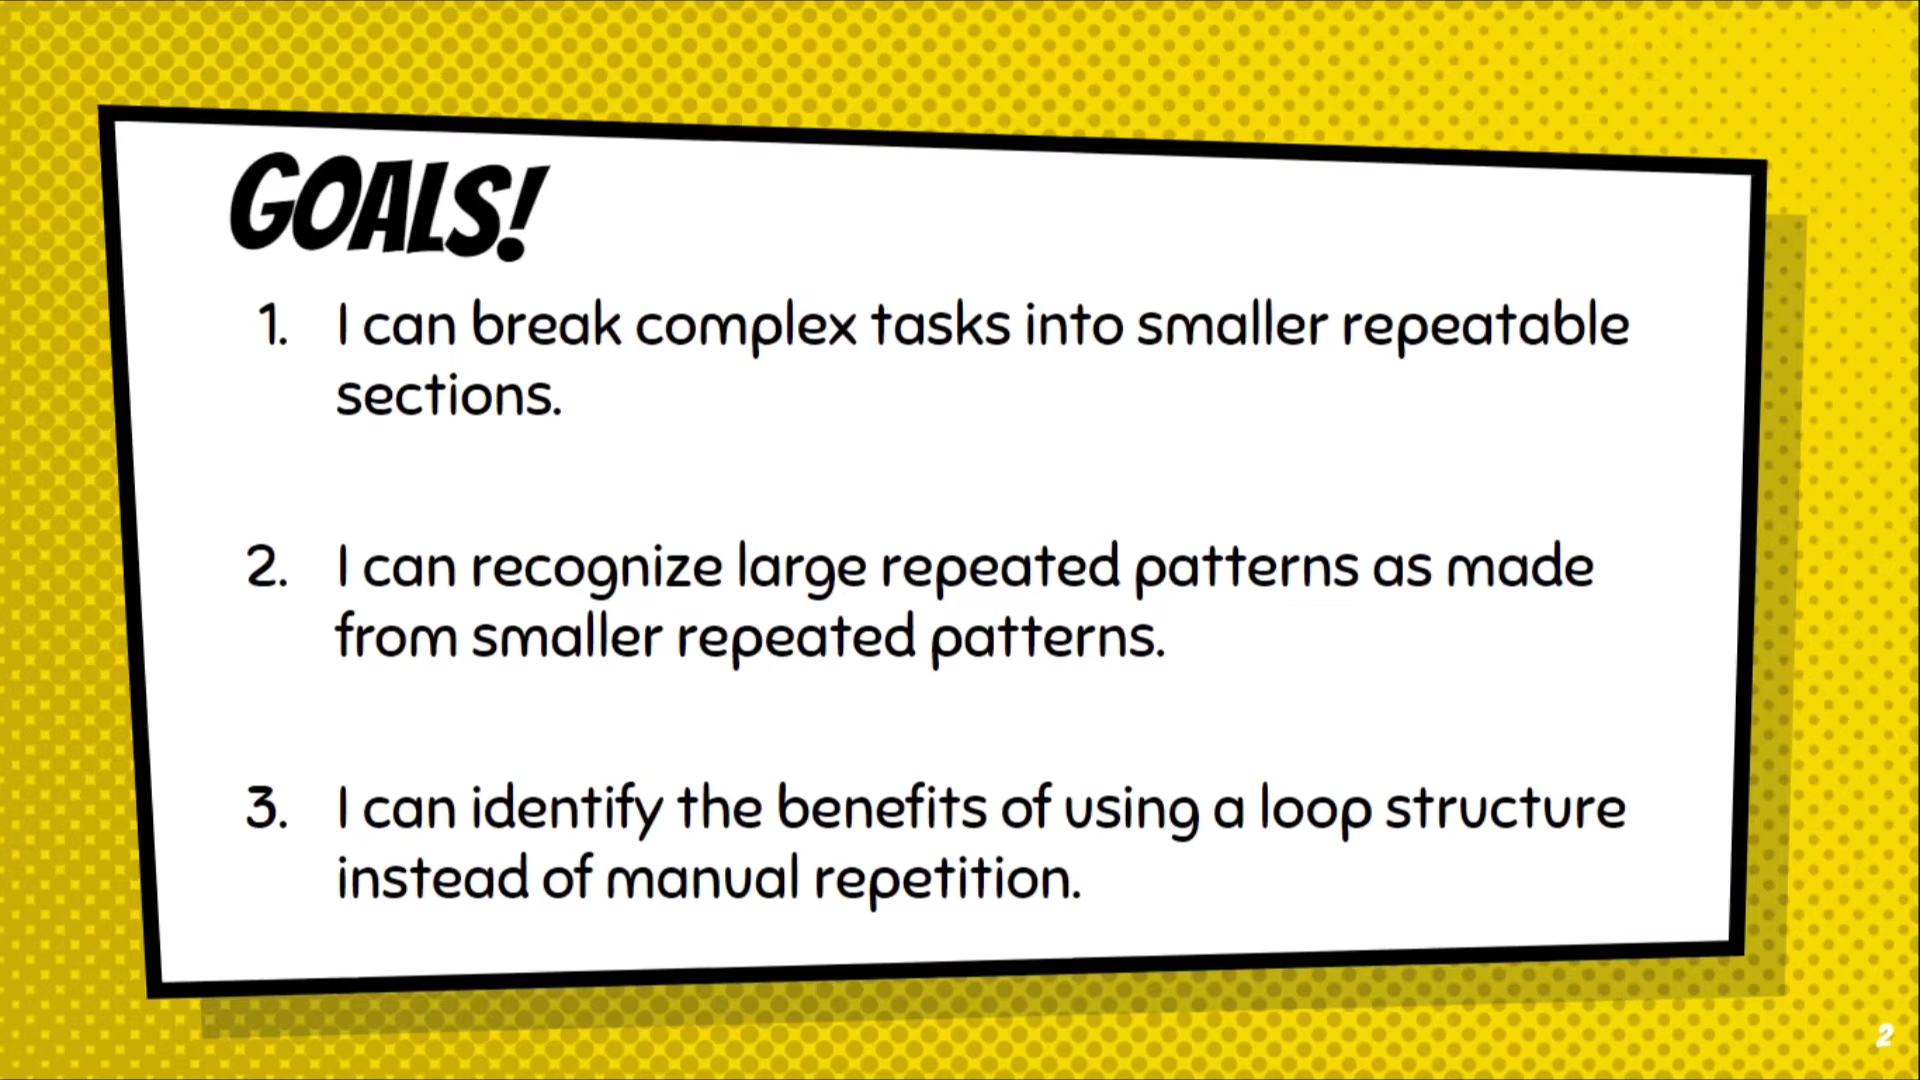 GOALS!
1. I can break complex tasks into smaller repeatable
sections.
2. I can recognize large repeated patterns as made
from smaller repeated patterns.
3. I can identify the benefits of using a loop structure
instead of manual repetition.
2